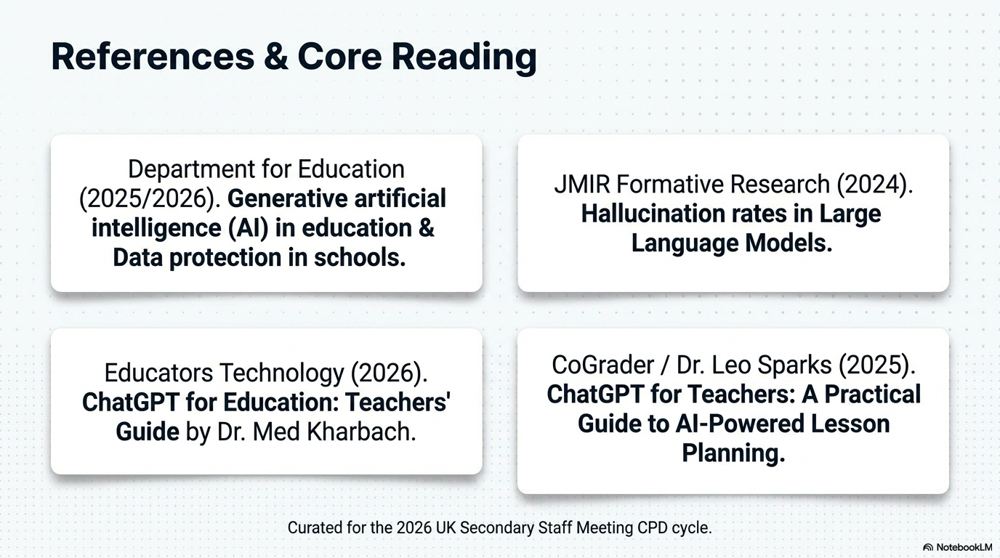 References & Core Reading
Department for Education
(2025/2026). Generative artificial
intelligence (AI) in education &
Data protection in schools.
JMIR Formative Research (2024).
Hallucination rates in Large
Language Models.
Educators Technology (2026).
ChatGPT for Education: Teachers'
Guide by Dr. Med Kharbach.
CoGrader / Dr. Leo Sparks (2025).
ChatGPT for Teachers: A Practical
Guide to AI-Powered Lesson
Planning.
Curated for the 2026 UK Secondary Staff Meeting CPD cycle.
NotebookLM